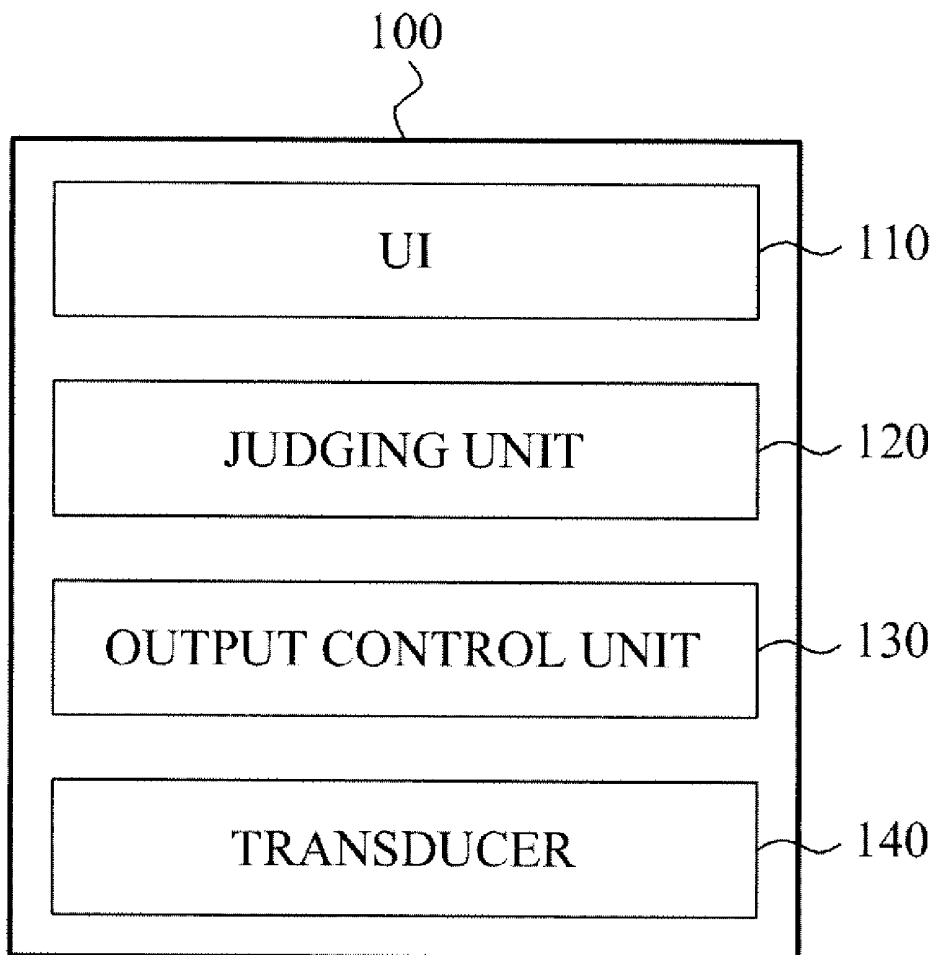 100
UI
110
JUDGING UNIT
120
OUTPUT CONTROL UNIT
130
TRANSDUCER
140